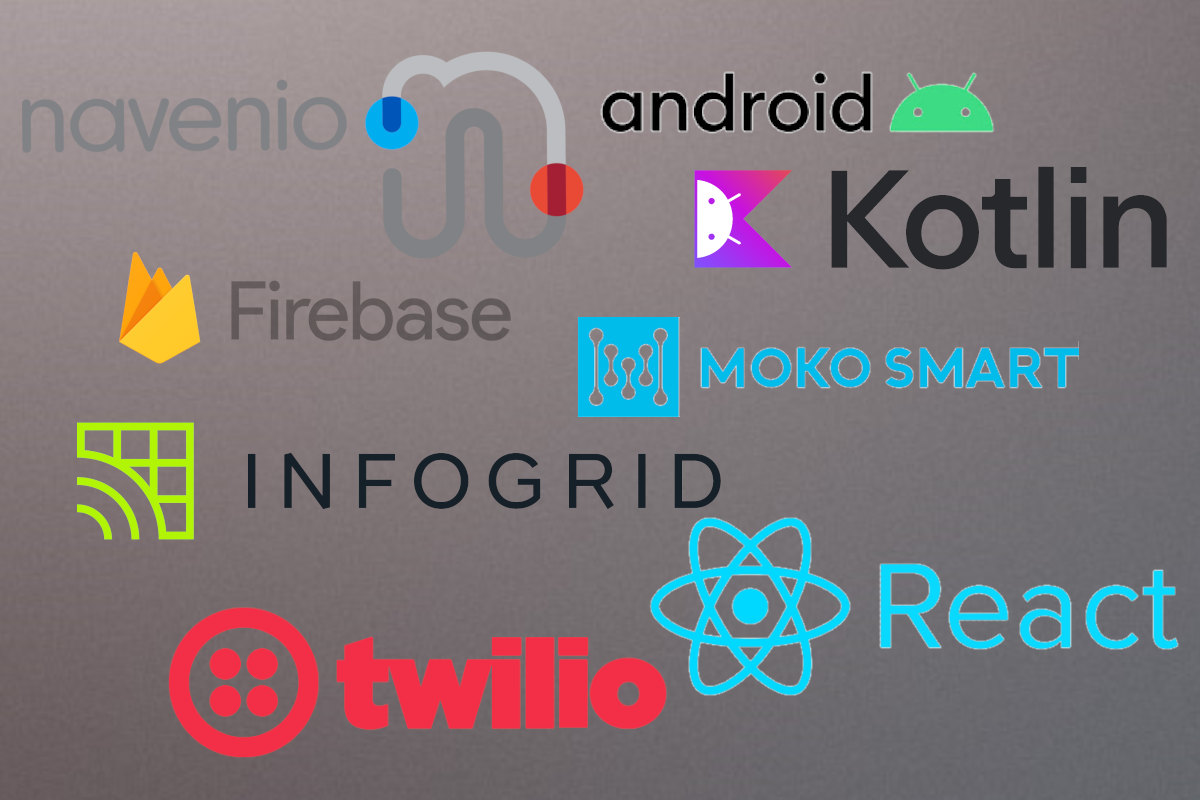 navenio
android
Kotlin
Firebase
MOKO SMART
INFOGRID
React
twilio